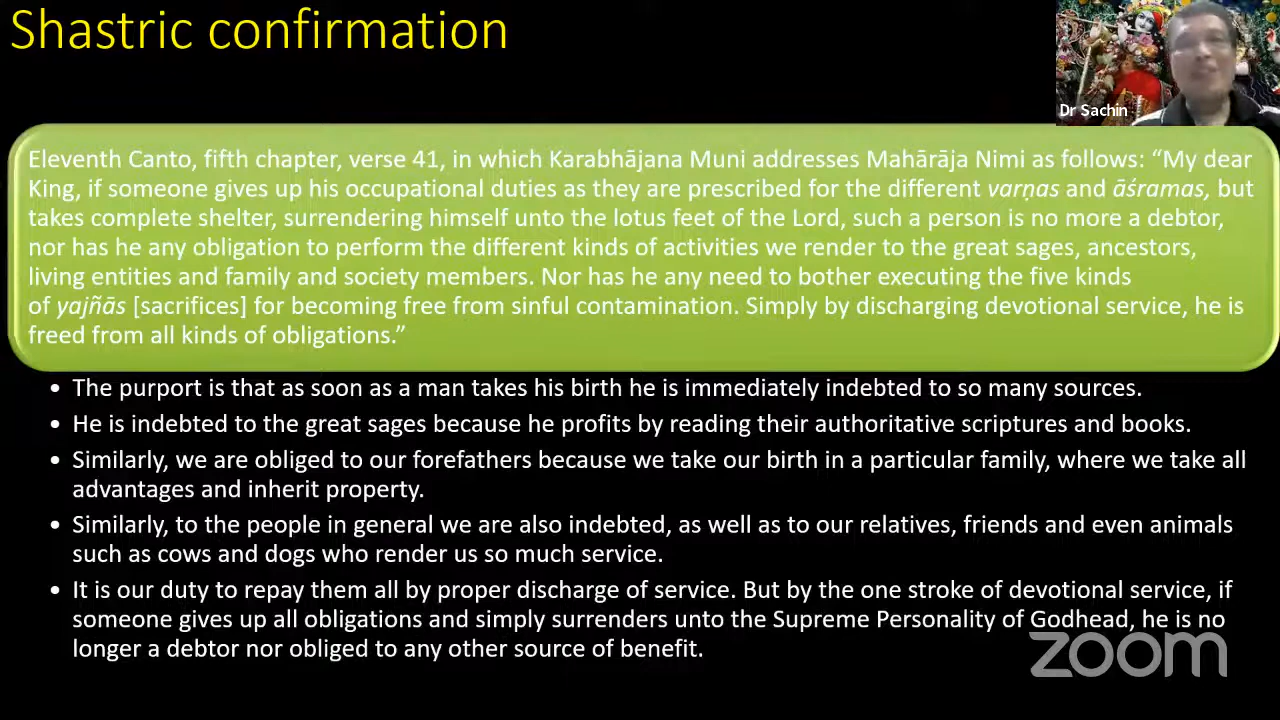 Shastric confirmation
Dr Sachin
Eleventh Canto, fifth chapter, verse 41, in which Karabhājana Muni addresses Mahārāja Nimi as follows: “My dear
King, if someone gives up his occupational duties as they are prescribed for the different varṇas and āśramas, but
takes complete shelter, surrendering himself unto the lotus feet of the Lord, such a person is no more a debtor,
nor has he any obligation to perform the different kinds of activities we render to the great sages, ancestors,
living entities and family and society members. Nor has he any need to bother executing the five kinds
of yajñās [sacrifices] for becoming free from sinful contamination. Simply by discharging devotional service, he is
freed from all kinds of obligations.”
• The purport is that as soon as a man takes his birth he is immediately indebted to so many sources.
• He is indebted to the great sages because he profits by reading their authoritative scriptures and books.
• Similarly, we are obliged to our forefathers because we take our birth in a particular family, where we take all
advantages and inherit property.
• Similarly, to the people in general we are also indebted, as well as to our relatives, friends and even animals
such as cows and dogs who render us so much service.
• It is our duty to repay them all by proper discharge of service. But by the one stroke of devotional service, if
someone gives up all obligations and simply surrenders unto the Supreme Personality of Godhead, he is no
longer a debtor nor obliged to any other source of benefit.
zoom